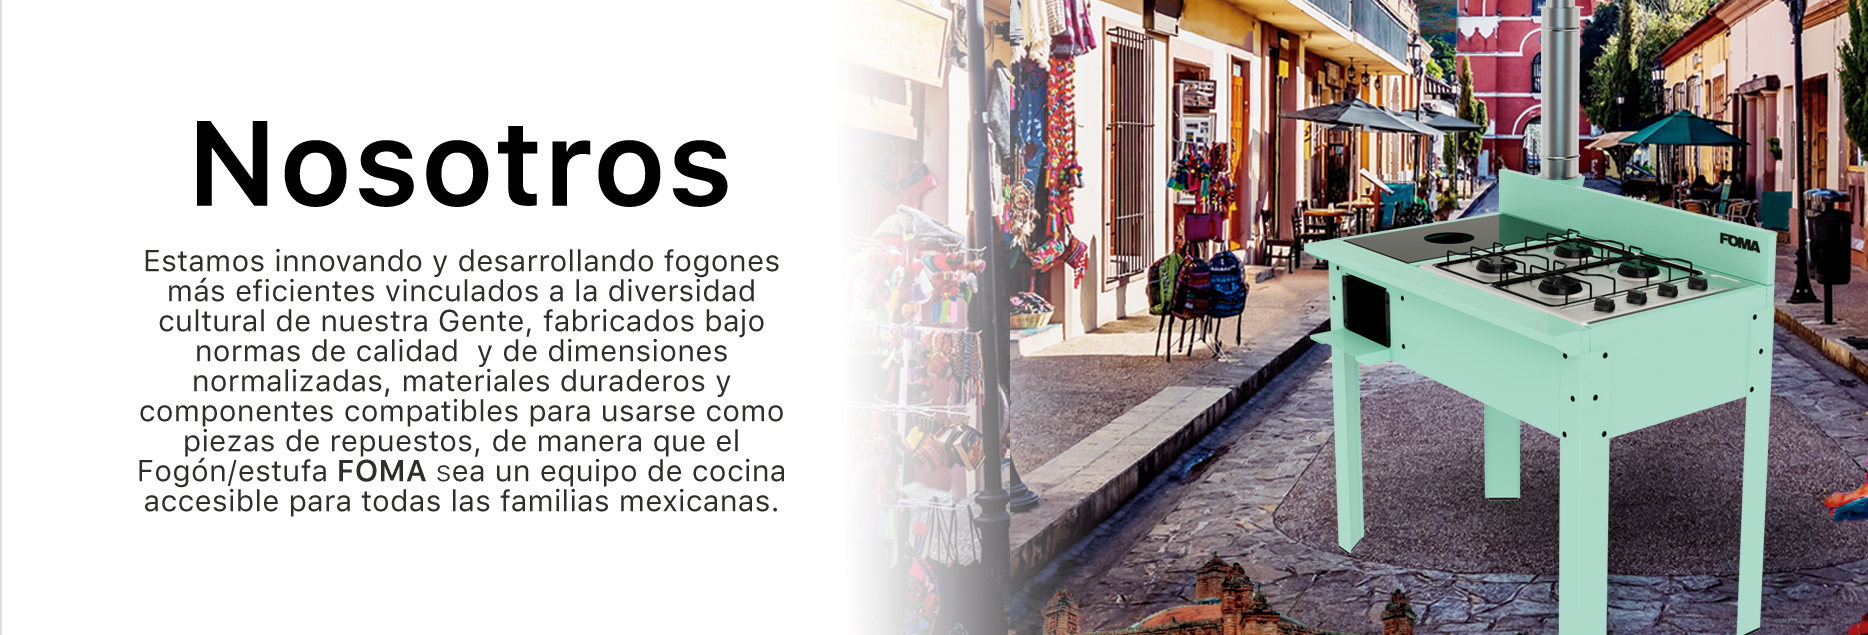 Nosotros
Estamos innovando y desarrollando fogones
más eficientes vinculados a la diversidad
cultural de nuestra Gente, fabricados bajo
normas de calidad  y de dimensiones
normalizadas, materiales duraderos y
componentes compatibles para usarse como
piezas de repuestos, de manera que el
Fogón/estufa FOMA sea un equipo de cocina
accesible para todas las familias mexicanas.
FOMA